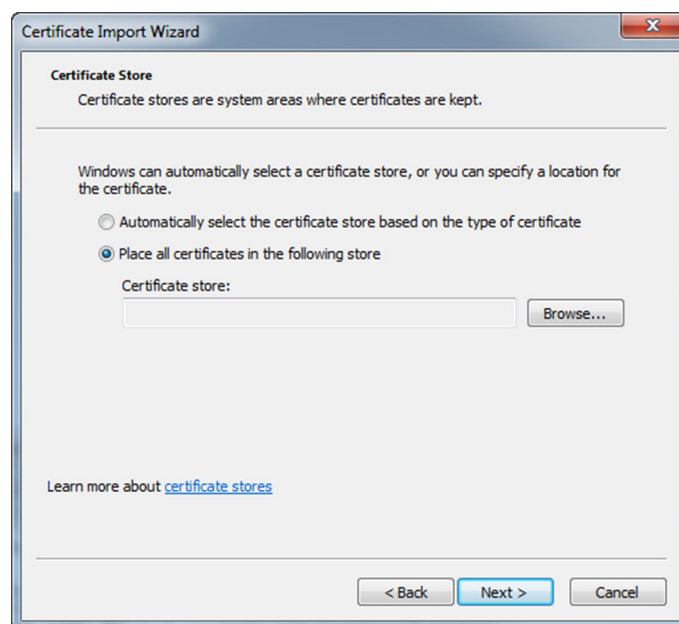 Certificate Import Wizard
Certificate Store
Certificate stores are system areas where certificates are kept.
Windows can automatically select a certificate store, or you can specify a location for
the certificate.
Automatically select the certificate store based on the type of certificate
Place all certificates in the following store
Certificate store:
Browse...
Learn more about certificate stores
< Back Next > Cancel